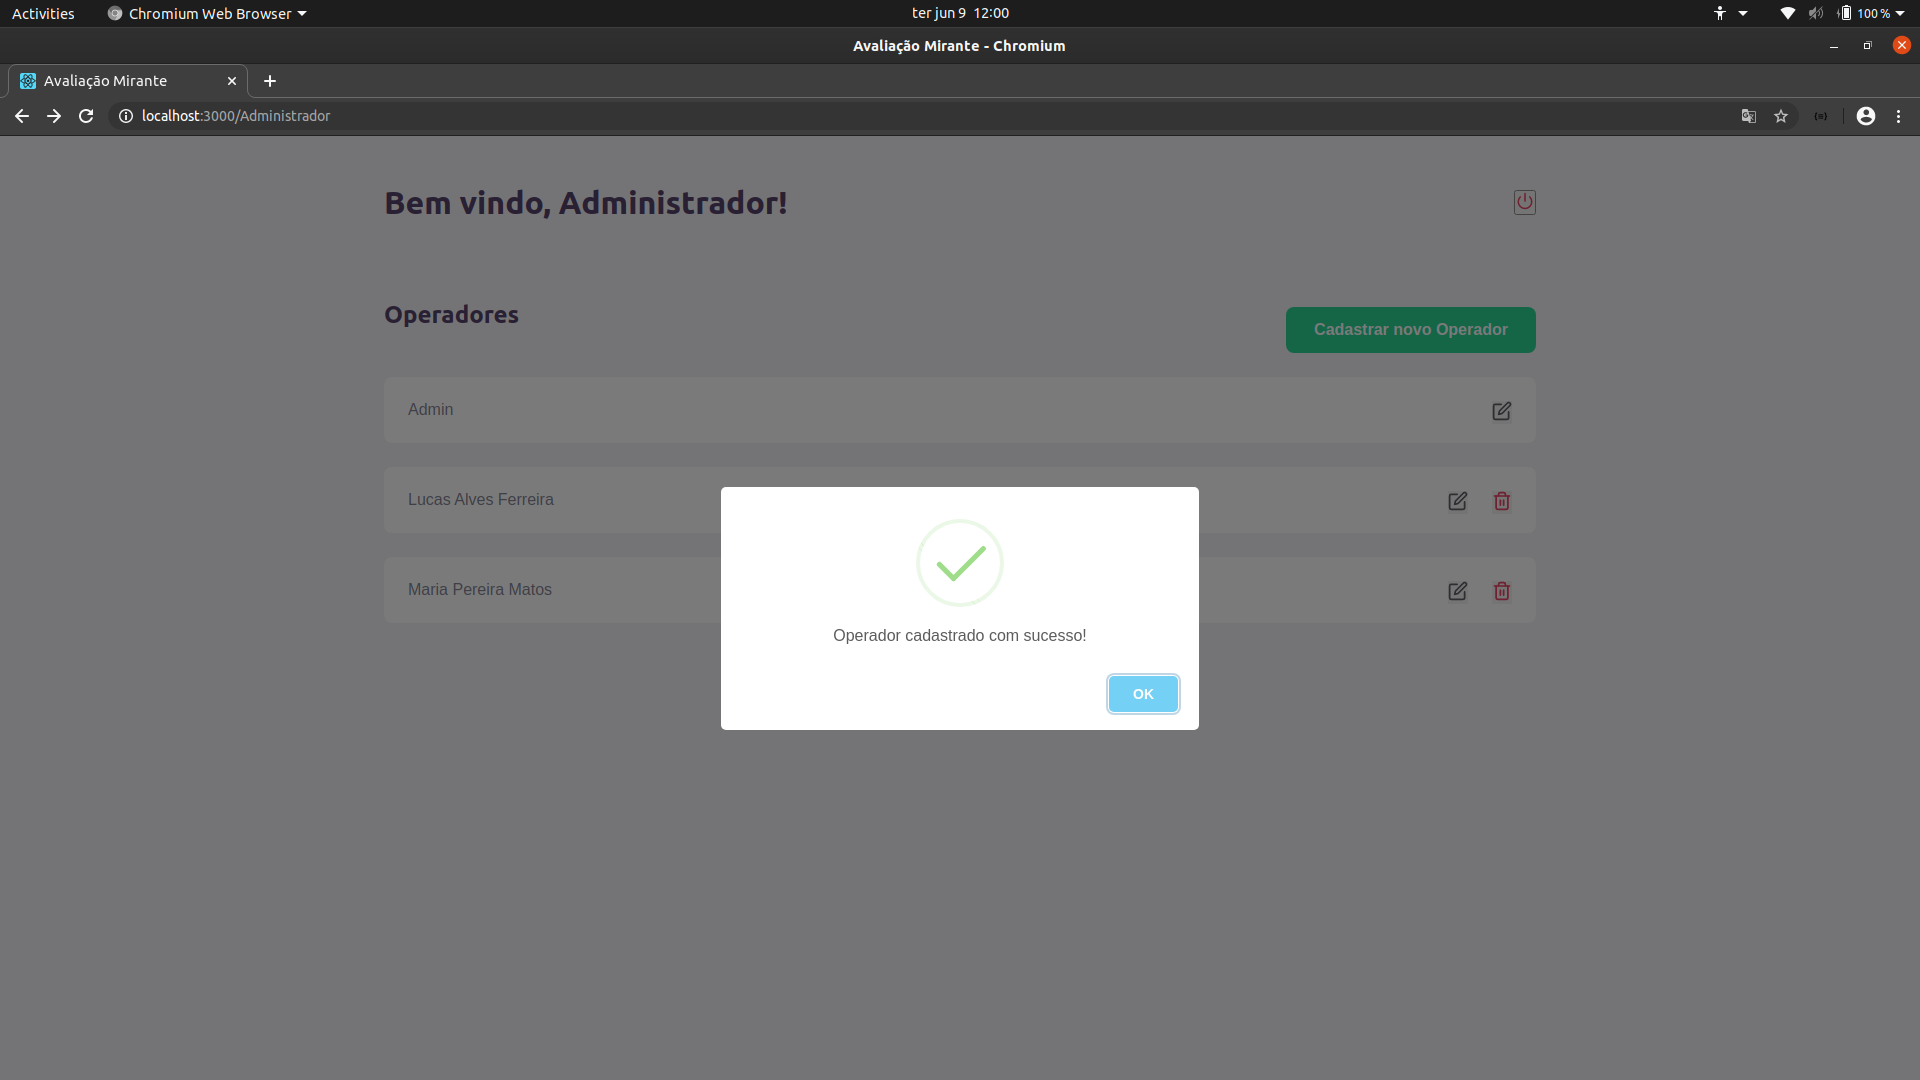 Activities
Chromium Web Browser
ter jun 9 12:00
100 %
Avaliação Mirante - Chromium
Avaliação Mirante
localhost:3000/Administrador
Bem vindo, Administrador!
Operadores
Cadastrar novo Operador
Admin
Lucas Alves Ferreira
Maria Pereira Matos
Operador cadastrado com sucesso!
OK